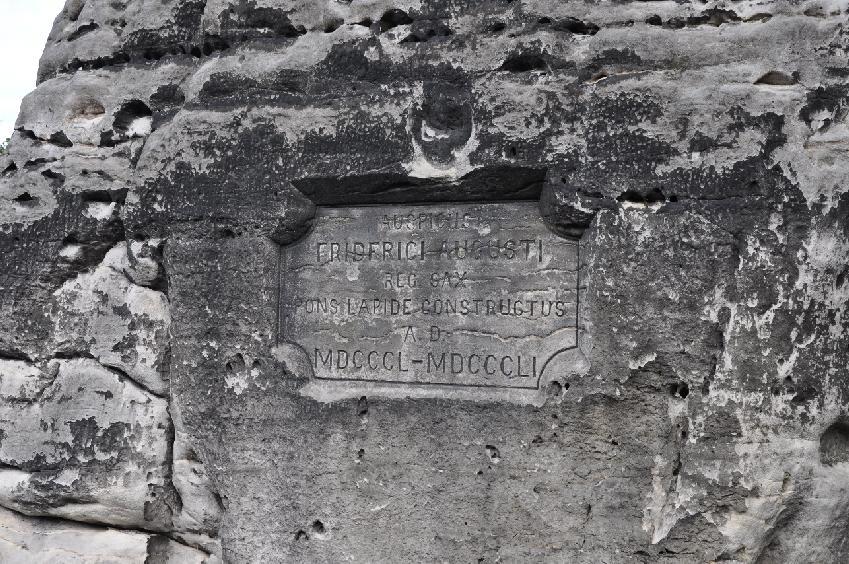 AUSPICIIS
FRIDERICI AUGUSTI
REG SAX
PONS LAPIDE CONSTRUCTUS
A. D.
MDCCCL–MDCCCLI